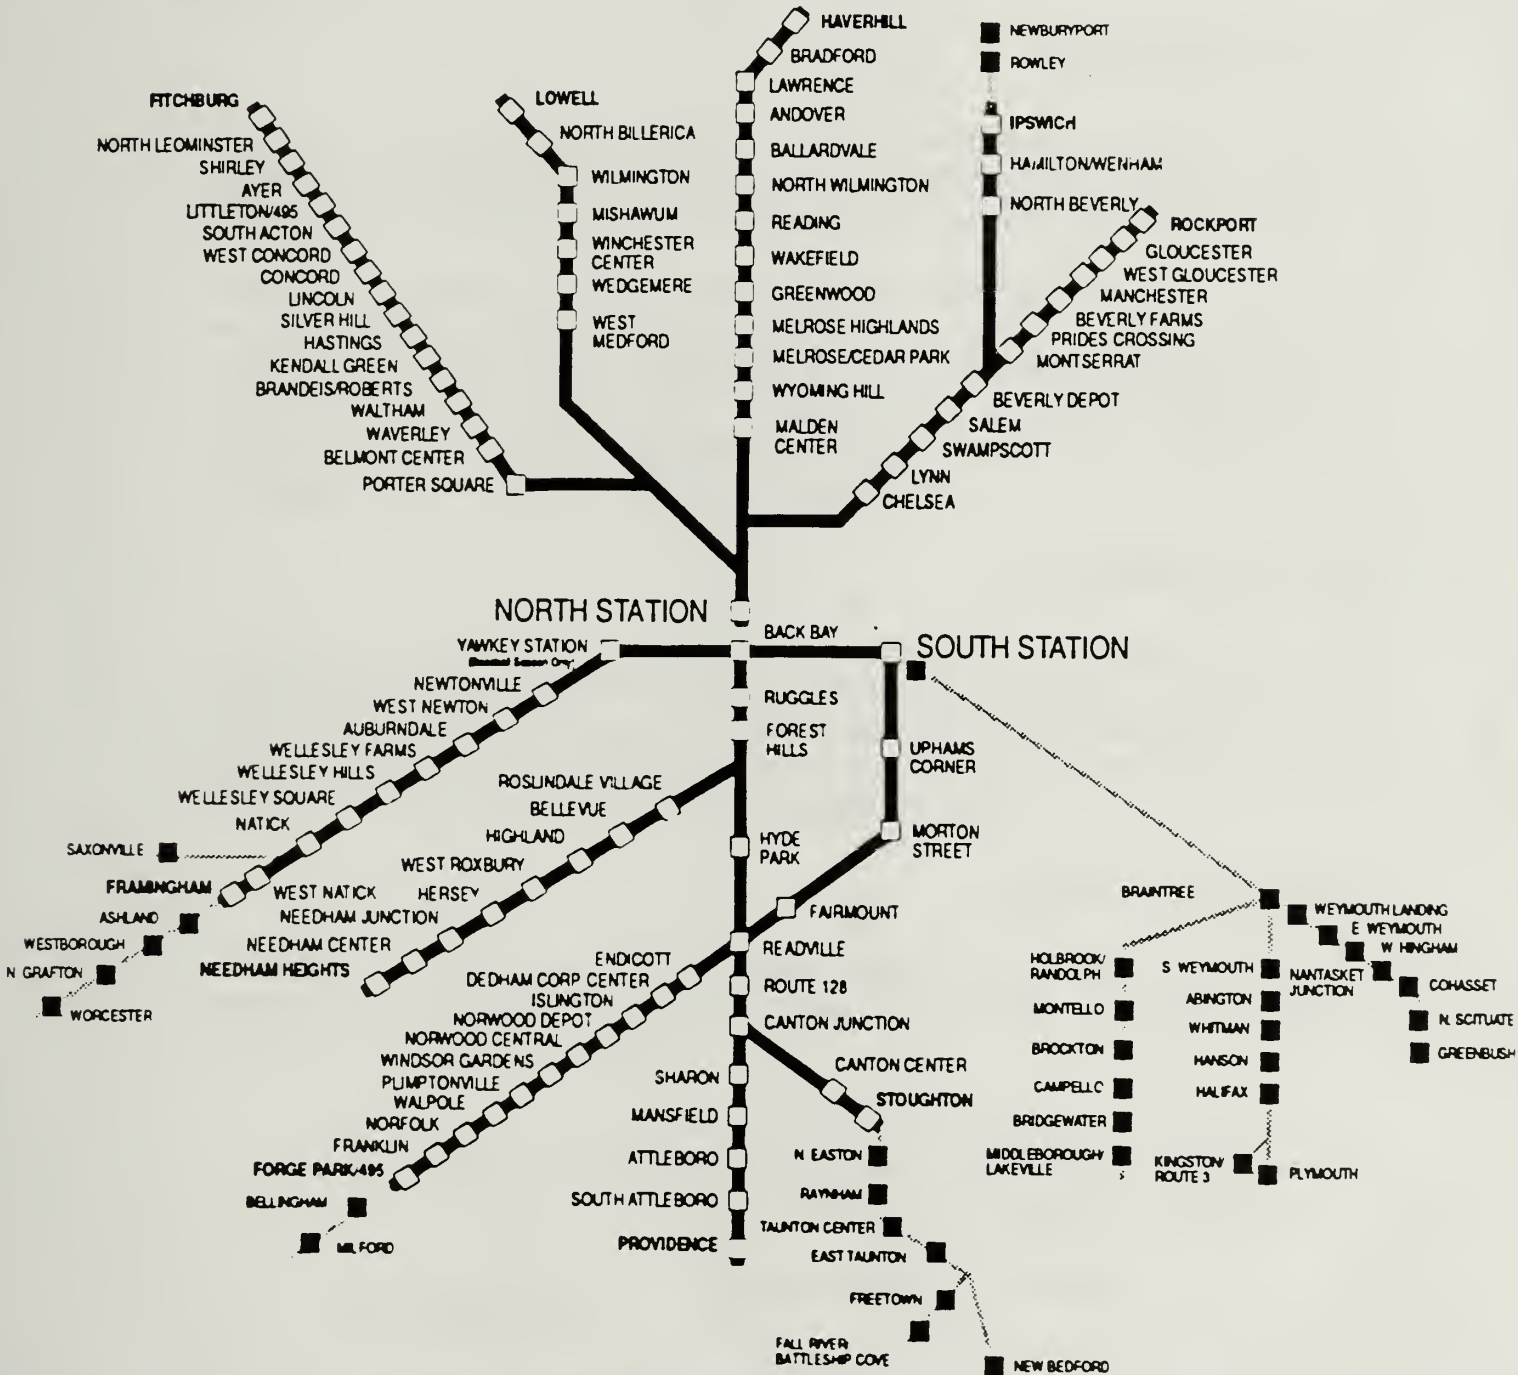 HAVERHILL
BRADFORD
LAWRENCE
ANDOVER
BALLARDVALE
NORTH WILMINGTON
READING
WAKEFIELD
GREENWOOD
MELROSE HIGHLANDS
MELROSE/CEDAR PARK
WYOMING HILL
MALDEN
CENTER
NEWBURYPORT
ROWLEY
IPSWICH
HAMILTON/WENHAM
NORTH BEVERLY
ROCKPORT
GLOUCESTER
WEST GLOUCESTER
MANCHESTER
BEVERLY FARMS
PRIDES CROSSING
MONTSERRAT
BEVERLY DEPOT
SALEM
SWAMPSCOTT
LYNN
CHELSEA
LOWELL
NORTH BILLERICA
WILMINGTON
MISHAWUM
WINCHESTER
CENTER
WEDGEMERE
WEST
MEDFORD
FITCHBURG
NORTH LEOMINSTER
SHIRLEY
AYER
LITTLETON/495
SOUTH ACTON
WEST CONCORD
CONCORD
LINCOLN
SILVER HILL
HASTINGS
KENDALL GREEN
BRANDEIS/ROBERTS
WALTHAM
WAVERLEY
BELMONT CENTER
PORTER SQUARE
NORTH STATION
BACK BAY
SOUTH STATION
YAWKEY STATION
(Baseball Season Only)
NEWTONVILLE
WEST NEWTON
AUBURNDALE
WELLESLEY FARMS
WELLESLEY HILLS
WELLESLEY SQUARE
NATICK
SAXONVILLE
WEST NATICK
FRAMINGHAM
ASHLAND
WESTBOROUGH
N GRAFTON
WORCESTER
RUGGLES
FOREST
HILLS
UPHAMS
CORNER
MORTON
STREET
ROSLINDALE VILLAGE
BELLEVUE
HIGHLAND
WEST ROXBURY
HERSEY
NEEDHAM JUNCTION
NEEDHAM CENTER
NEEDHAM HEIGHTS
HYDE
PARK
FAIRMOUNT
READVILLE
ROUTE 128
CANTON JUNCTION
CANTON CENTER
STOUGHTON
ENDICOTT
DEDHAM CORP CENTER
ISLINGTON
NORWOOD DEPOT
NORWOOD CENTRAL
WINDSOR GARDENS
PLIMPTONVILLE
WALPOLE
NORFOLK
FRANKLIN
FORGE PARK/495
BELLINGHAM
MILFORD
SHARON
MANSFIELD
ATTLEBORO
SOUTH ATTLEBORO
PROVIDENCE
N EASTON
RAYNHAM
TAUNTON CENTER
EAST TAUNTON
FREETOWN
FALL RIVER/
BATTLESHIP COVE
NEW BEDFORD
BRAINTREE
HOLBROOK/
RANDOLPH
MONTELLO
BROCKTON
CAMPELLO
BRIDGEWATER
MIDDLEBOROUGH/
LAKEVILLE
S WEYMOUTH
ABINGTON
WHITMAN
HANSON
HALIFAX
KINGSTON/
ROUTE 3
PLYMOUTH
WEYMOUTH LANDING
E WEYMOUTH
W HINGHAM
NANTASKET
JUNCTION
COHASSET
N. SCITUATE
GREENBUSH